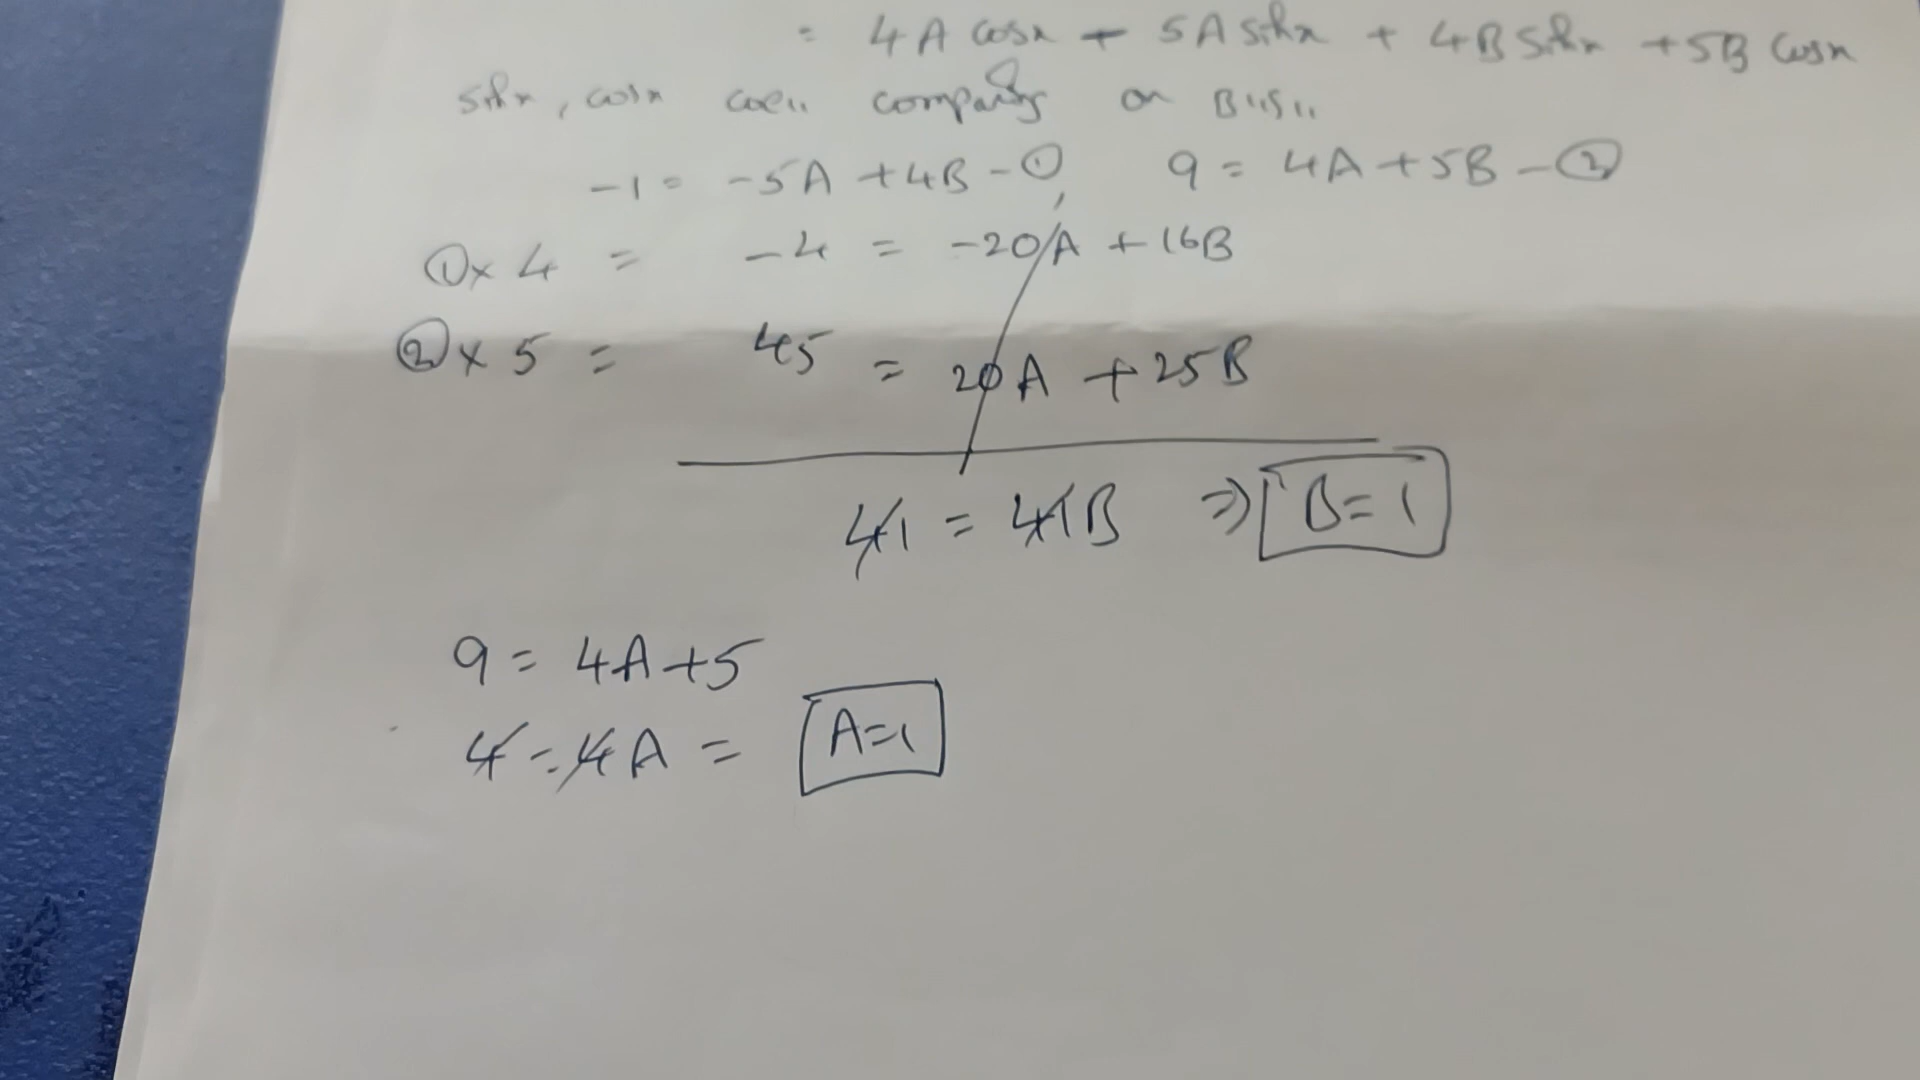 = 4A cosx - 5A sinx + 4B sinx + 5B cosx
sinx, cosx coe11 comparing on B11S11
-1 = -5A + 4B - ① , 9 = 4A + 5B - ②
① x 4 = -4 = -20A + 16B
② x 5 = 45 = 20A + 25B
41 = 41B ⇒ B = 1
9 = 4A + 5
4 = 4A = A = 1